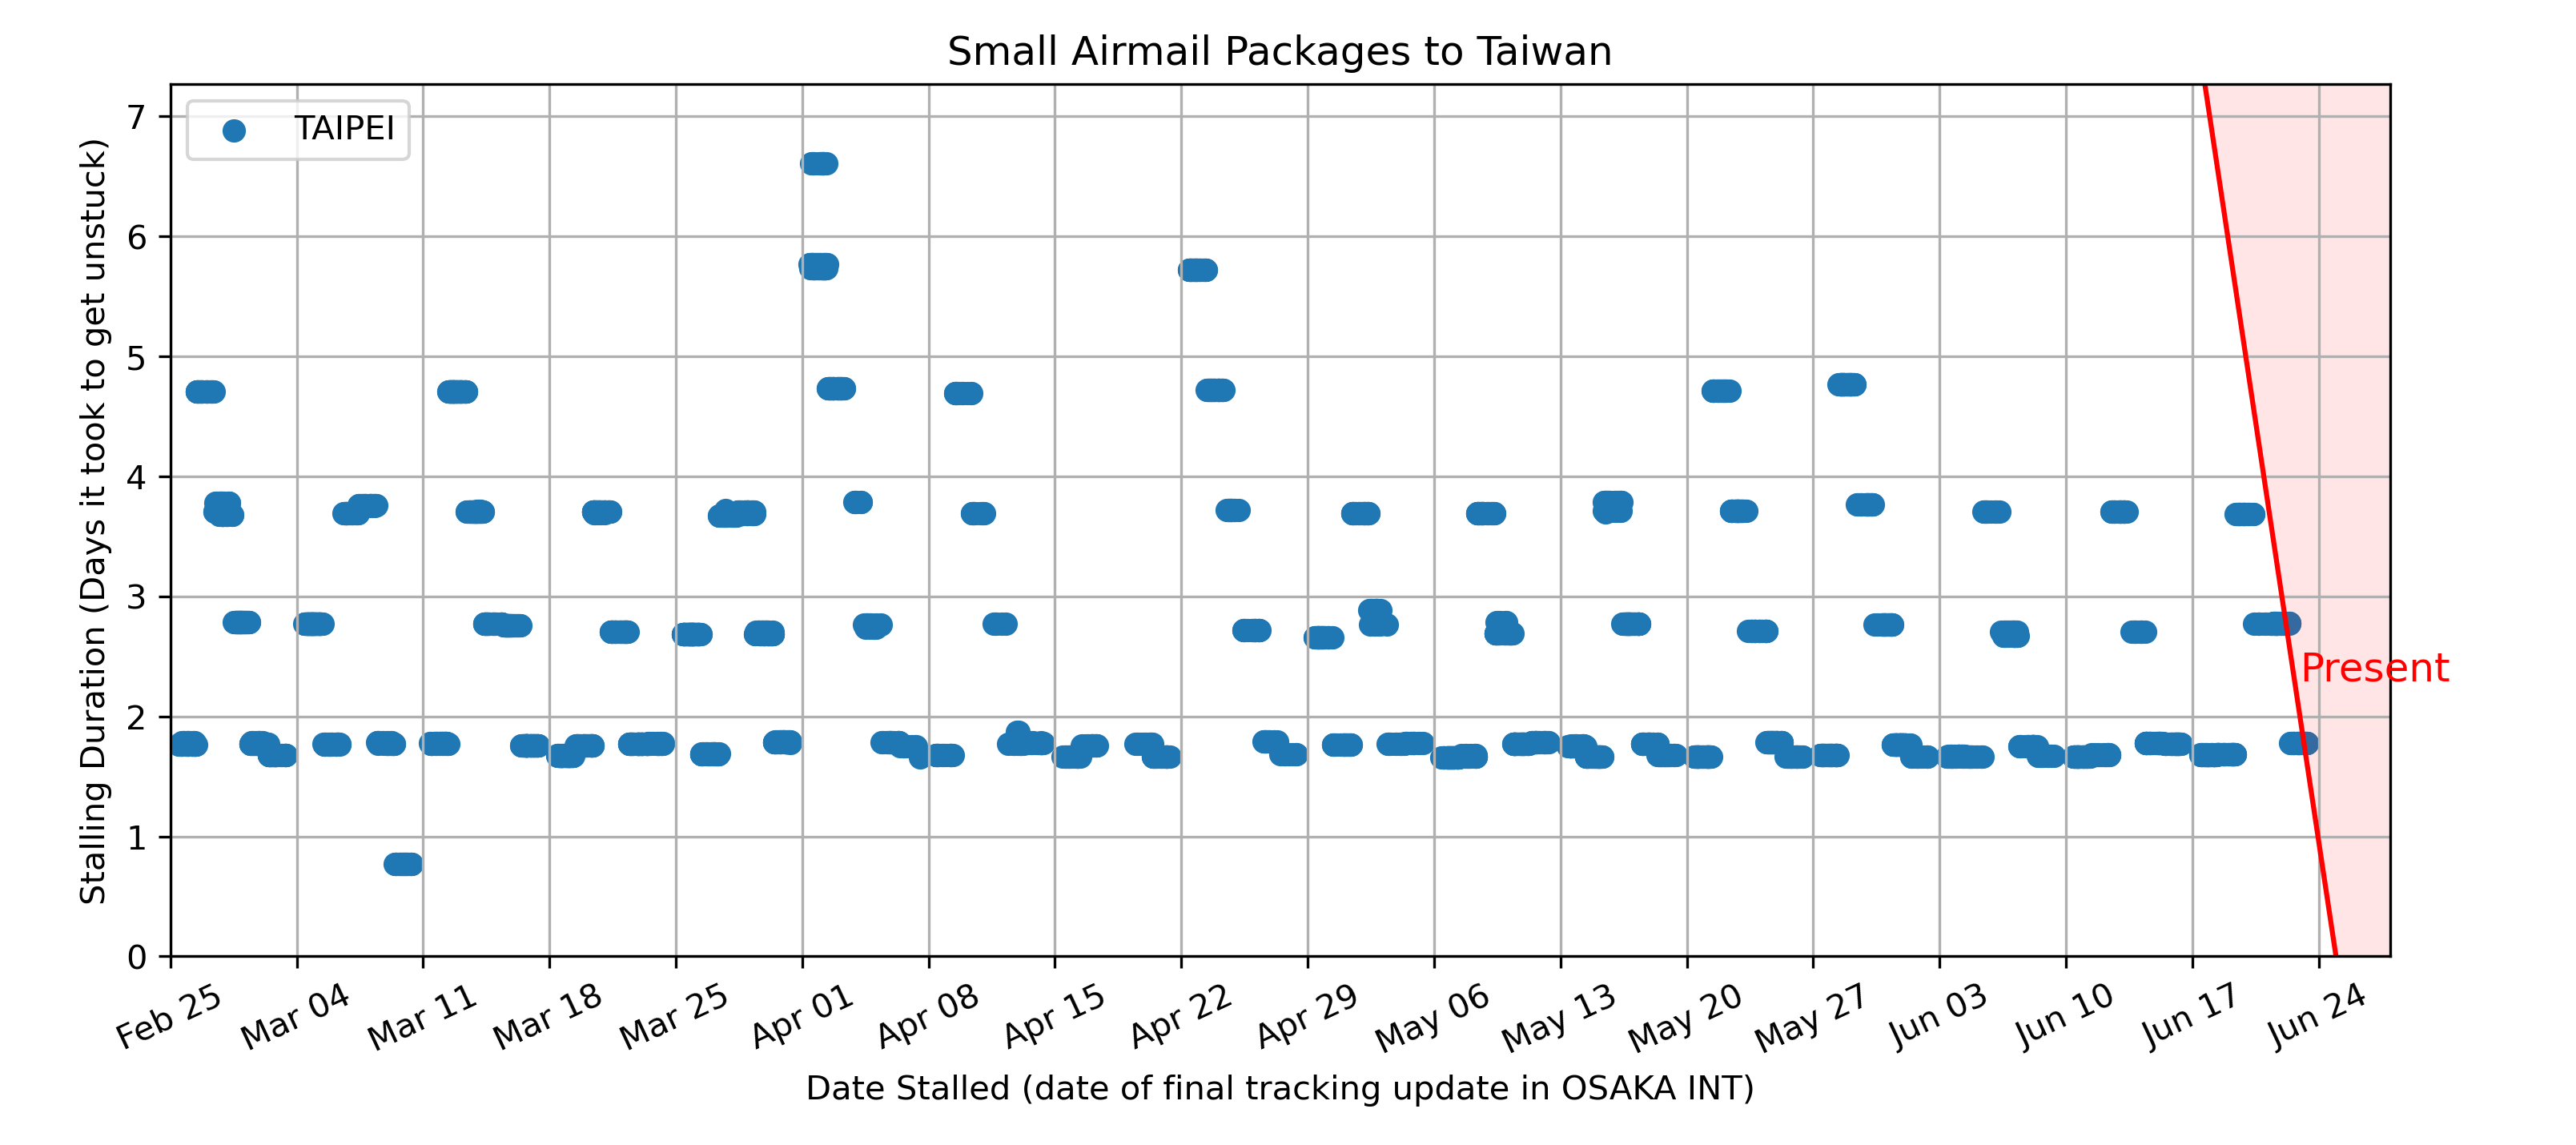 Small Airmail Packages to Taiwan
TAIPEI
Stalling Duration (Days it took to get unstuck)
7
6
5
4
3
2
1
0
Present
Feb 25
Mar 04
Mar 11
Mar 18
Mar 25
Apr 01
Apr 08
Apr 15
Apr 22
Apr 29
May 06
May 13
May 20
May 27
Jun 03
Jun 10
Jun 17
Jun 24
Date Stalled (date of final tracking update in OSAKA INT)